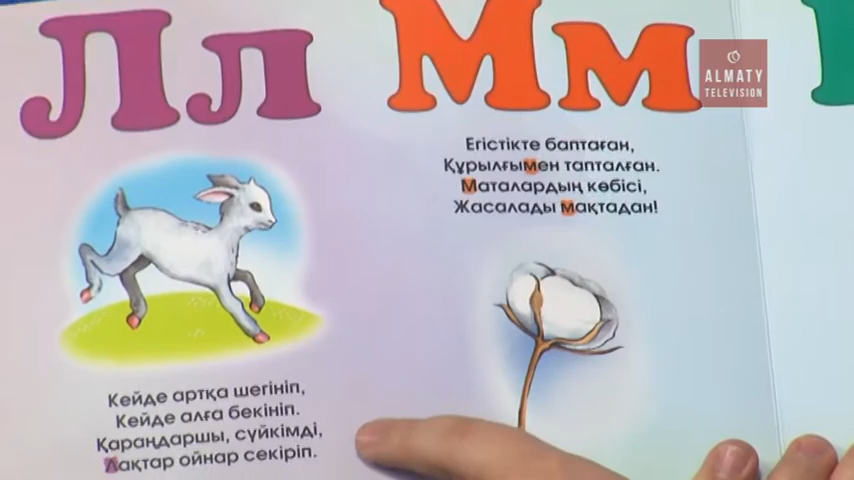 Лл
Кейде артқа шегініп,
Кейде алға бекініп.
Қараңдаршы, сүйкімді,
Лақтар ойнар секіріп.
Мм
Егістікте баптаған,
Құрылғымен тапталған.
Маталардың көбісі,
Жасалады мақтадан!
ALMATY
TELEVISION